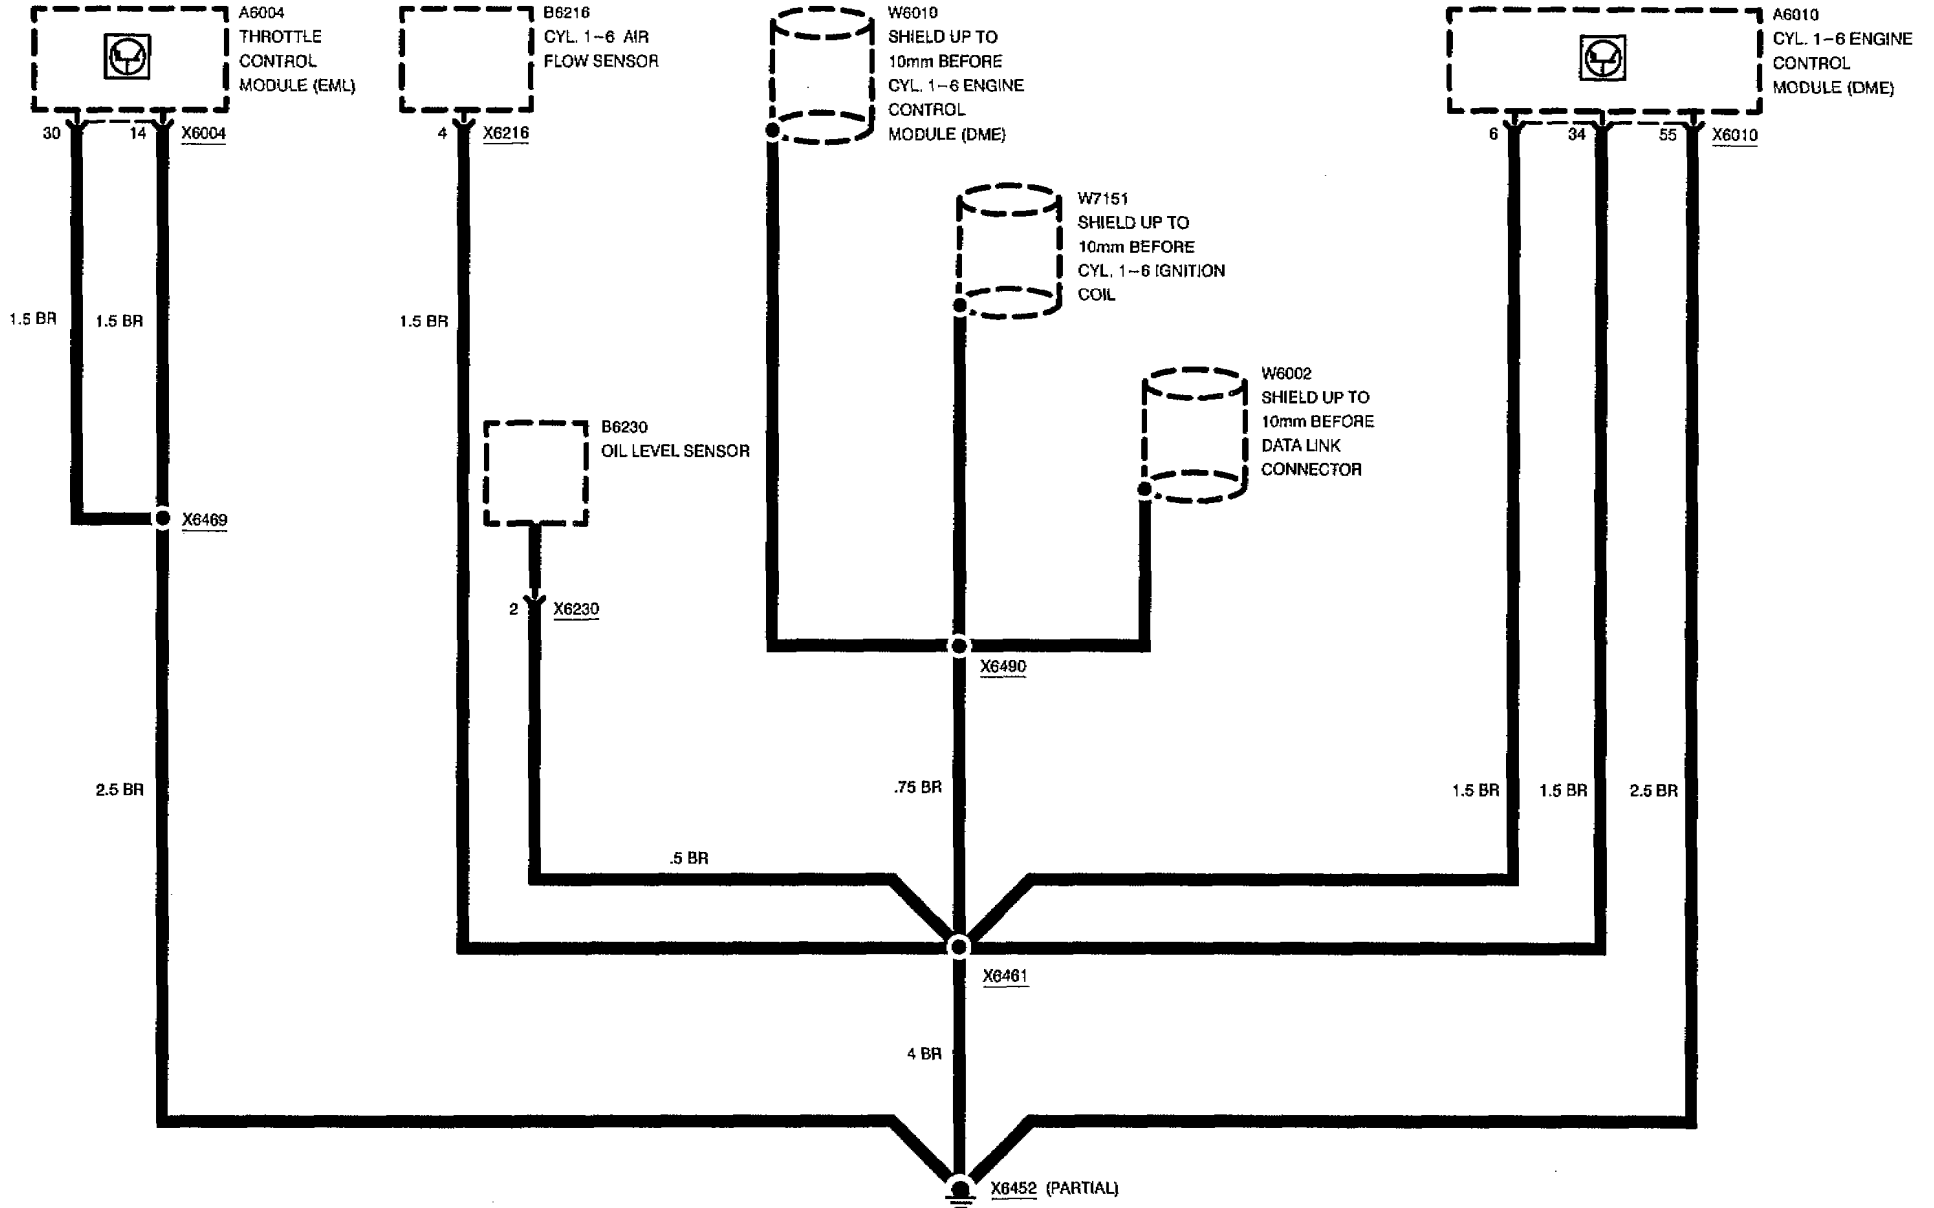 A6004
THROTTLE
CONTROL
MODULE (EML)
B6216
CYL. 1-6 AIR
FLOW SENSOR
W6010
SHIELD UP TO
10mm BEFORE
CYL. 1-6 ENGINE
CONTROL
MODULE (DME)
A6010
CYL. 1-6 ENGINE
CONTROL
MODULE (DME)
30
14
X6004
4
X6216
6
34
55
X6010
W7151
SHIELD UP TO
10mm BEFORE
CYL. 1-6 IGNITION
COIL
1.5 BR
1.5 BR
1.5 BR
W6002
SHIELD UP TO
10mm BEFORE
DATA LINK
CONNECTOR
B6230
OIL LEVEL SENSOR
X6469
2
X6230
X6490
2.5 BR
.75 BR
1.5 BR
1.5 BR
2.5 BR
.5 BR
X6461
4 BR
X6452 (PARTIAL)